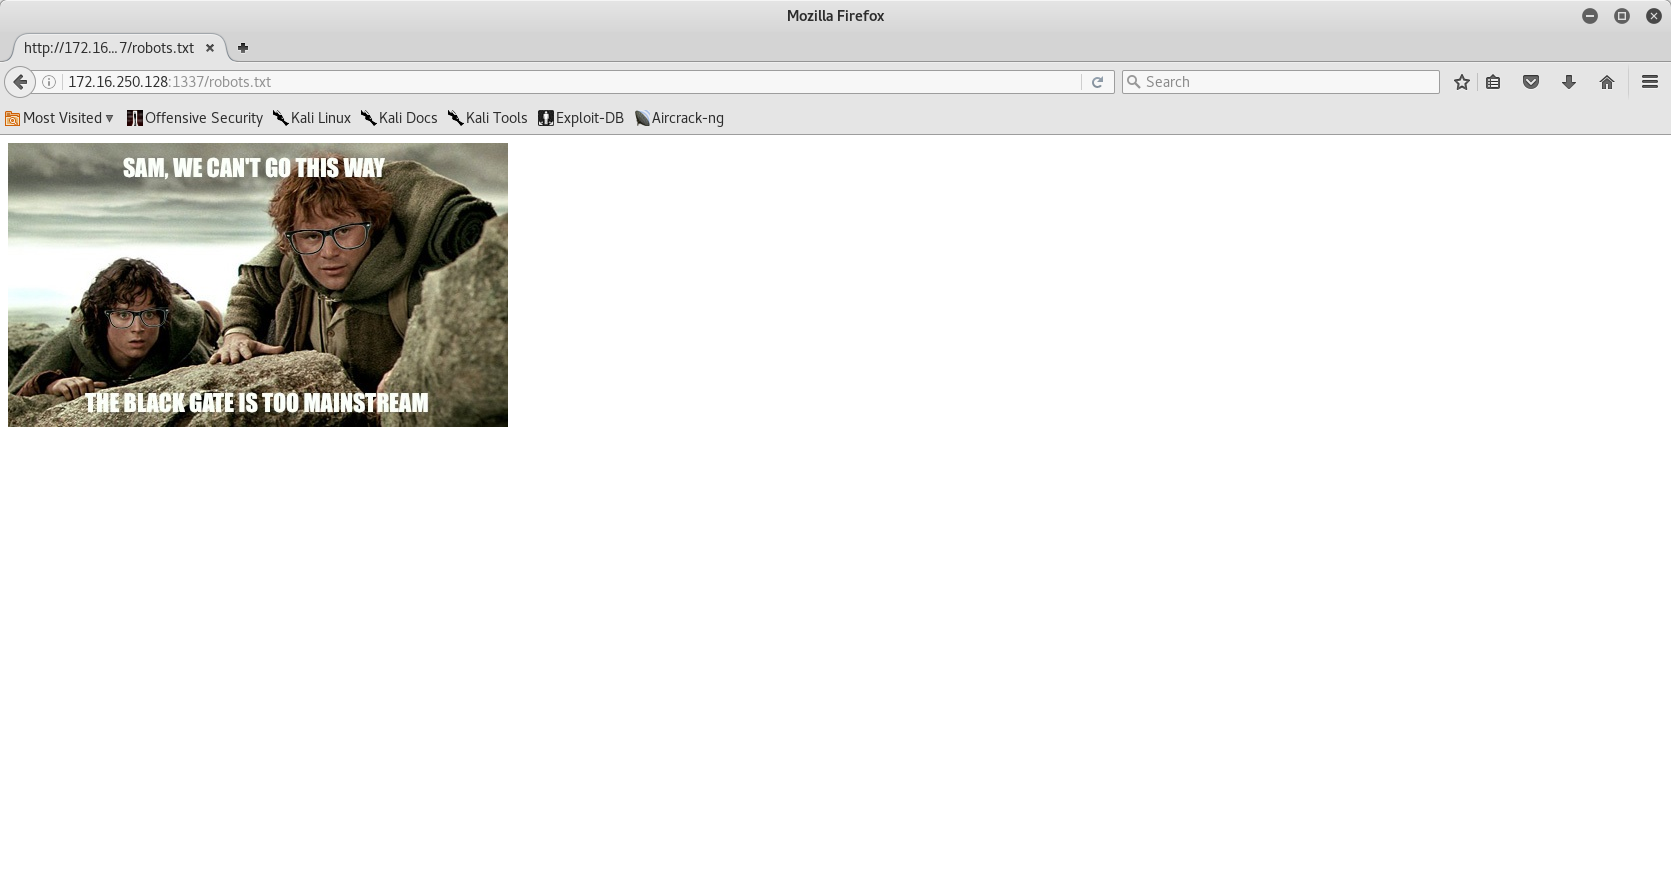 Mozilla Firefox
http://172.16... 7/robots.txt
172.16.250.128:1337/robots.txt
Search
Most Visited Offensive Security Kali Linux Kali Docs Kali Tools Exploit-DB Aircrack-ng
SAM, WE CAN'T GO THIS WAY
THE BLACK GATE IS TOO MAINSTREAM